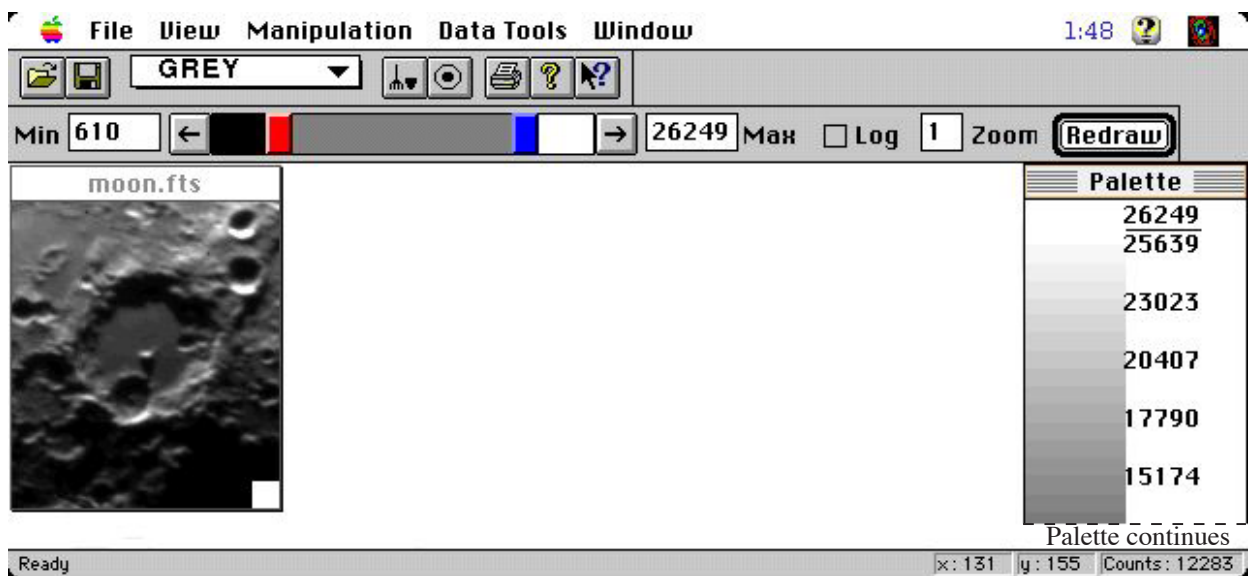 File View Manipulation Data Tools Window 1:48
GREY
Min 610 26249 Max Log 1 Zoom Redraw
moon.fts
Palette
26249
25639
23023
20407
17790
15174
Palette continues
Ready x: 131 y: 155 Counts: 12283